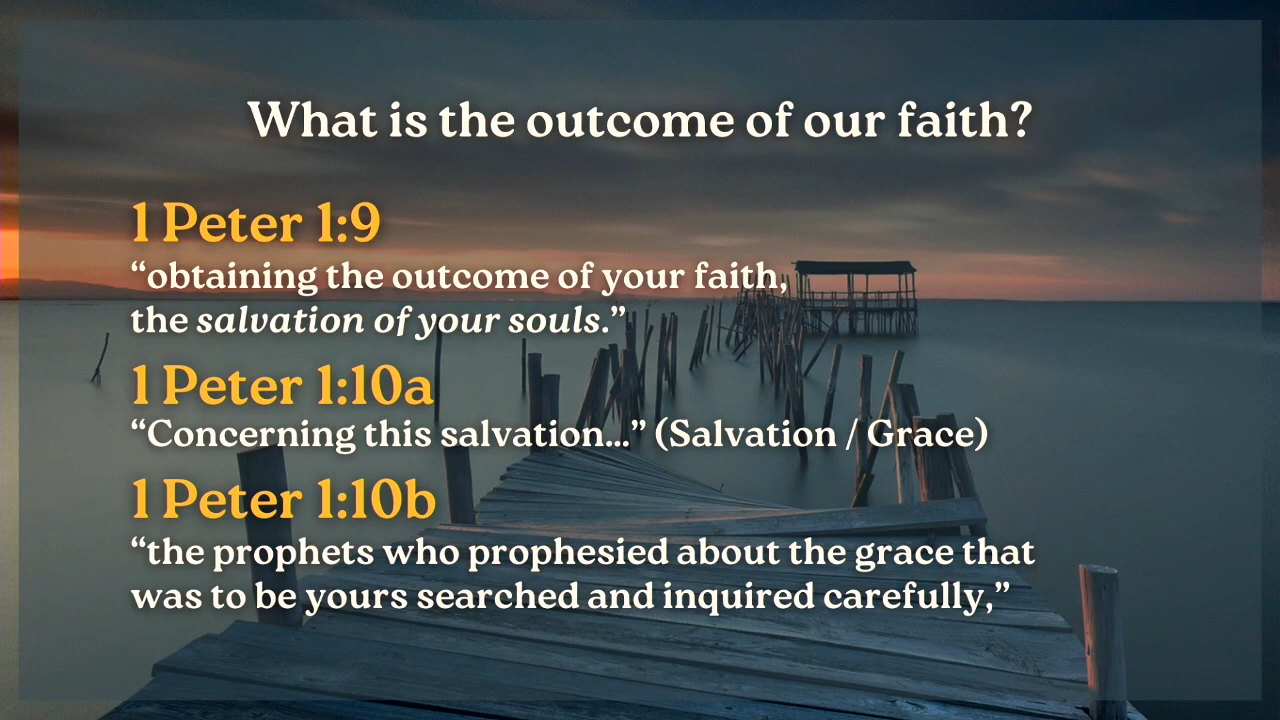 What is the outcome of our faith?
1 Peter 1:9
“obtaining the outcome of your faith,
the salvation of your souls.”
1 Peter 1:10a
“Concerning this salvation...” (Salvation / Grace)
1 Peter 1:10b
“the prophets who prophesied about the grace that
was to be yours searched and inquired carefully,”